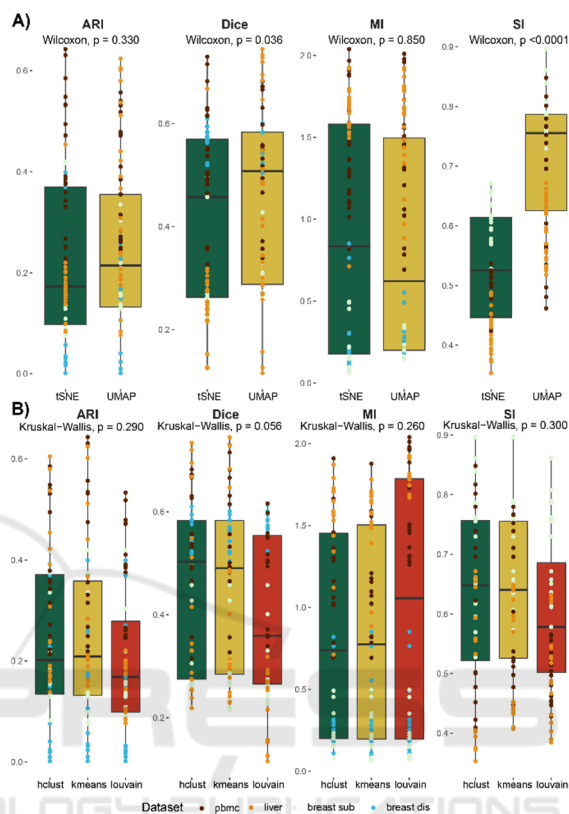 A)
ARI
Dice
MI
SI
Wilcoxon, p = 0.330
Wilcoxon, p = 0.036
Wilcoxon, p = 0.850
Wilcoxon, p <0.0001
0.6
0.4
0.2
0.0
0.6
0.4
0.2
2.0
1.5
1.0
0.5
0.0
0.9
0.8
0.7
0.6
0.5
0.4
tSNE UMAP
tSNE UMAP
tSNE UMAP
tSNE UMAP
B)
ARI
Dice
MI
SI
Kruskal-Wallis, p = 0.290
Kruskal-Wallis, p = 0.056
Kruskal-Wallis, p = 0.260
Kruskal-Wallis, p = 0.300
0.6
0.4
0.2
0.0
0.6
0.4
0.2
2.0
1.5
1.0
0.5
0.0
0.9
0.8
0.7
0.6
0.5
0.4
hclust kmeans louvain
hclust kmeans louvain
hclust kmeans louvain
hclust kmeans louvain
Dataset pbmc liver breast sub breast dis
PRESS
OLOGY PUBLICATIONS